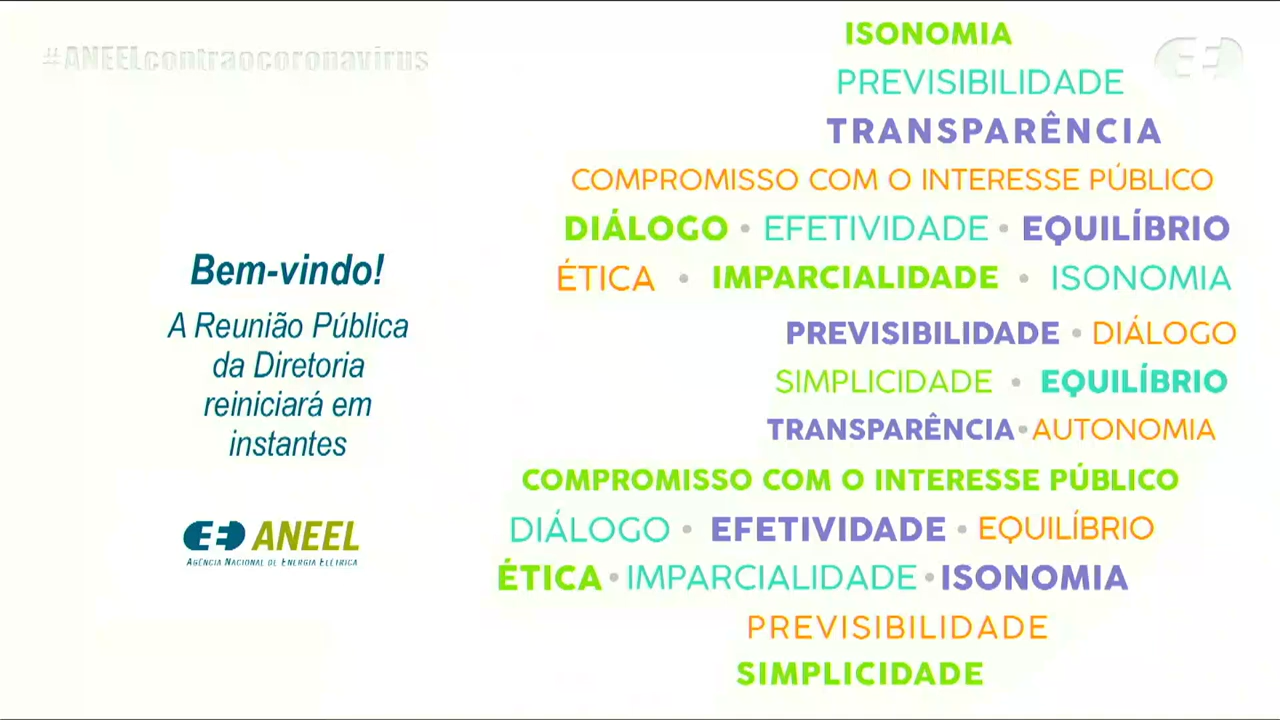 #ANEELcontraocoronavírus
ISONOMIA
PREVISIBILIDADE
TRANSPARÊNCIA
COMPROMISSO COM O INTERESSE PÚBLICO
DIÁLOGO • EFETIVIDADE • EQUILÍBRIO
ÉTICA • IMPARCIALIDADE • ISONOMIA
PREVISIBILIDADE • DIÁLOGO
SIMPLICIDADE • EQUILÍBRIO
TRANSPARÊNCIA • AUTONOMIA
COMPROMISSO COM O INTERESSE PÚBLICO
DIÁLOGO • EFETIVIDADE • EQUILÍBRIO
ÉTICA • IMPARCIALIDADE • ISONOMIA
PREVISIBILIDADE
SIMPLICIDADE
Bem-vindo!
A Reunião Pública
da Diretoria
reiniciará em
instantes
ANEEL
AGÊNCIA NACIONAL DE ENERGIA ELÉTRICA